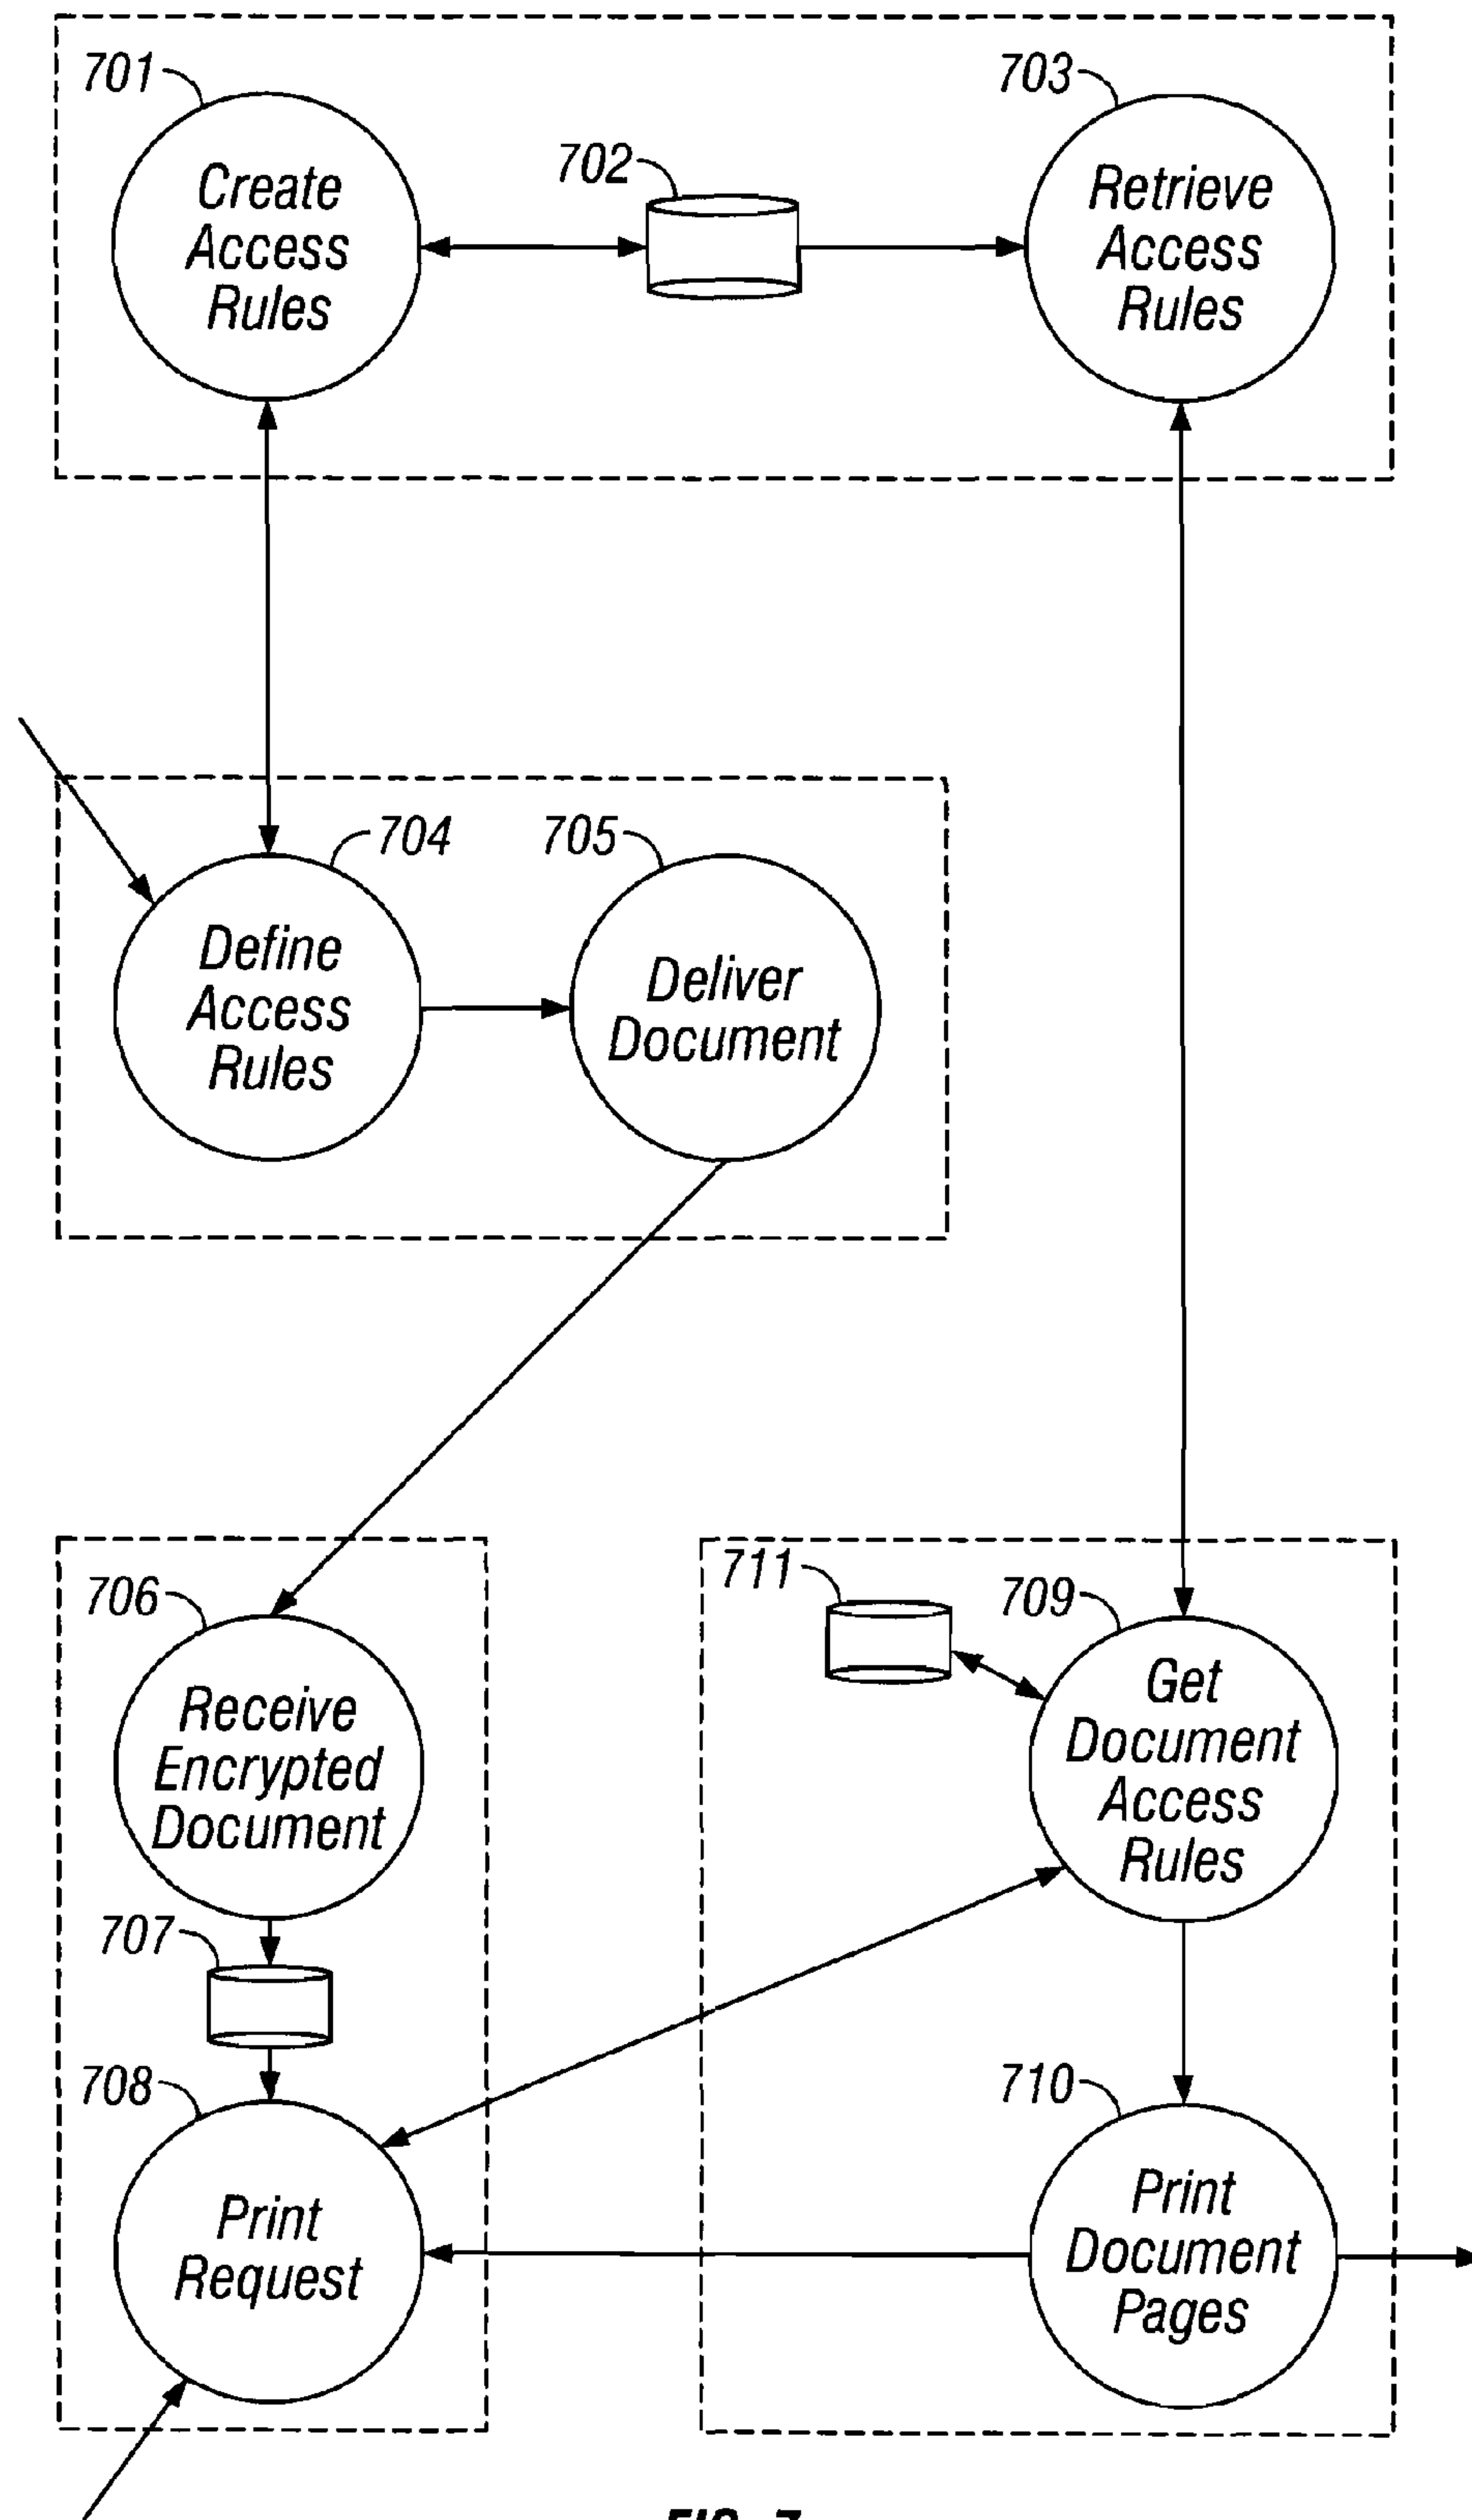 701
703
702
Create
Access
Rules
Retrieve
Access
Rules
704
705
Define
Access
Rules
Deliver
Document
711
706
709
Receive
Encrypted
Document
Get
Document
Access
Rules
707
708
710
Print
Request
Print
Document
Pages